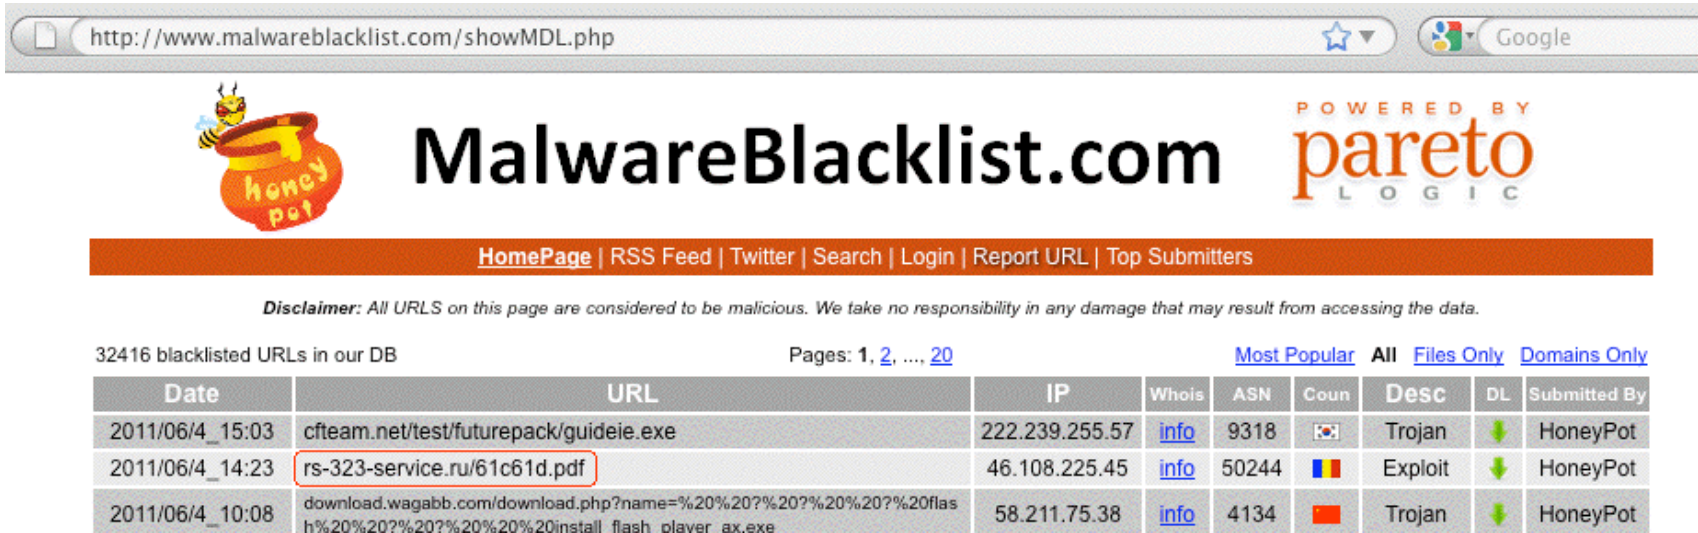 http://www.malwareblacklist.com/showMDL.php Google
honey pot
MalwareBlacklist.com
POWERED BY
pareto
LOGIC
HomePage | RSS Feed | Twitter | Search | Login | Report URL | Top Submitters
Disclaimer: All URLS on this page are considered to be malicious. We take no responsibility in any damage that may result from accessing the data.
32416 blacklisted URLs in our DB Pages: 1, 2, ..., 20 Most Popular All Files Only Domains Only
Date URL IP Whois ASN Coun Desc DL Submitted By
2011/06/4_15:03 cfteam.net/test/futurepack/guideie.exe 222.239.255.57 info 9318 Trojan HoneyPot
2011/06/4_14:23 rs-323-service.ru/61c61d.pdf 46.108.225.45 info 50244 Exploit HoneyPot
2011/06/4_10:08 download.wagabb.com/download.php?name=%20%20?%20?%20%20?%20flas 58.211.75.38 info 4134 Trojan HoneyPot
h%20%20?%20?%20%20%20install_flash_player_ax.exe